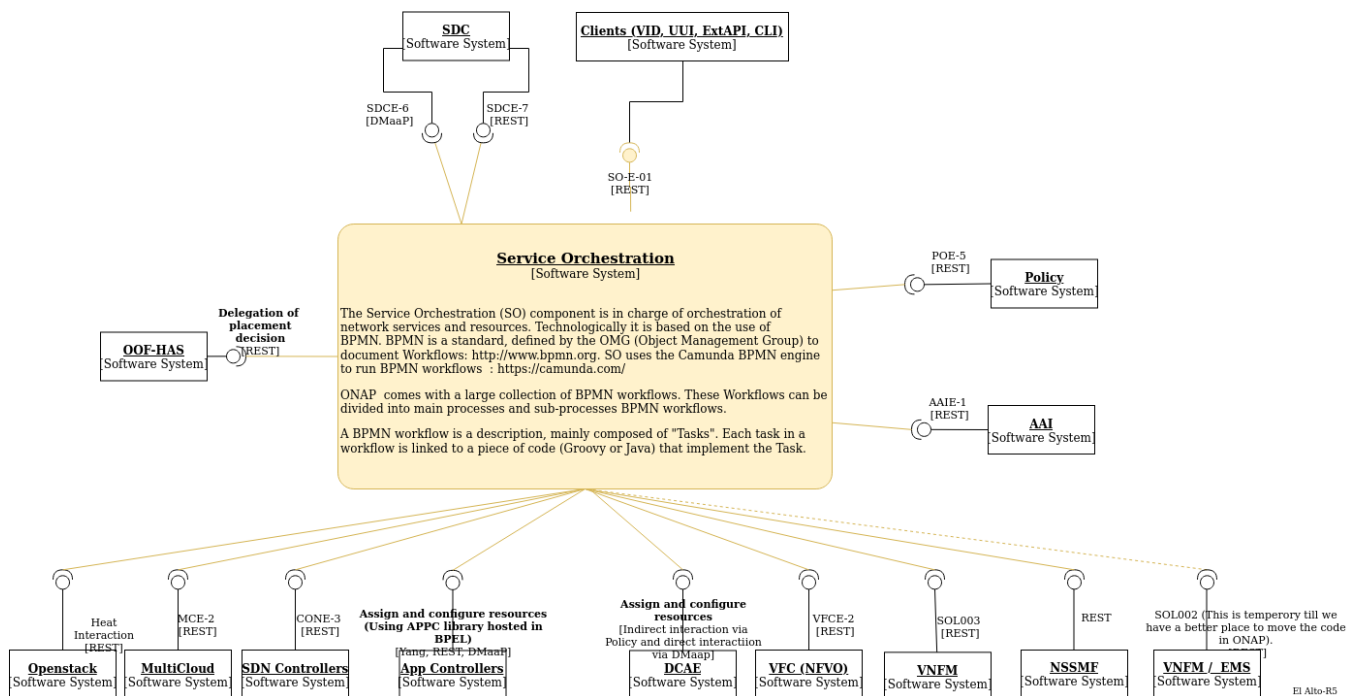 SDC
[Software System]
Clients (VID, UUI, ExtAPI, CLI)
[Software System]
SDCE-6
[DMaaP]
SDCE-7
[REST]
SO-E-01
[REST]
Service Orchestration
[Software System]
The Service Orchestration (SO) component is in charge of orchestration of
network services and resources. Technologically it is based on the use of
BPMN. BPMN is a standard, defined by the OMG (Object Management Group) to
document Workflows: http://www.bpmn.org. SO uses the Camunda BPMN engine
to run BPMN workflows : https://camunda.com/
ONAP comes with a large collection of BPMN workflows. These Workflows can be
divided into main processes and sub-processes BPMN workflows.
A BPMN workflow is a description, mainly composed of "Tasks". Each task in a
workflow is linked to a piece of code (Groovy or Java) that implement the Task.
POE-5
[REST]
Policy
[Software System]
Delegation of
placement
decision
[REST]
OOF-HAS
[Software System]
AAIE-1
[REST]
AAI
[Software System]
Heat
Interaction
[REST]
Openstack
[Software System]
MCE-2
[REST]
MultiCloud
[Software System]
CONE-3
[REST]
SDN Controllers
[Software System]
Assign and configure resources
(Using APPC library hosted in
BPEL)
[Yang, REST, DMaaP]
App Controllers
[Software System]
Assign and configure
resources
[Indirect interaction via
Policy and direct interactiion
via DMaap]
DCAE
[Software System]
VFCE-2
[REST]
VFC (NFVO)
[Software System]
SOL003
[REST]
VNFM
[Software System]
REST
NSSMF
[Software System]
SOL002 (This is temperory till we
have a better place to move the code
in ONAP).
[REST]
VNFM / EMS
[Software System]
El Alto-R5